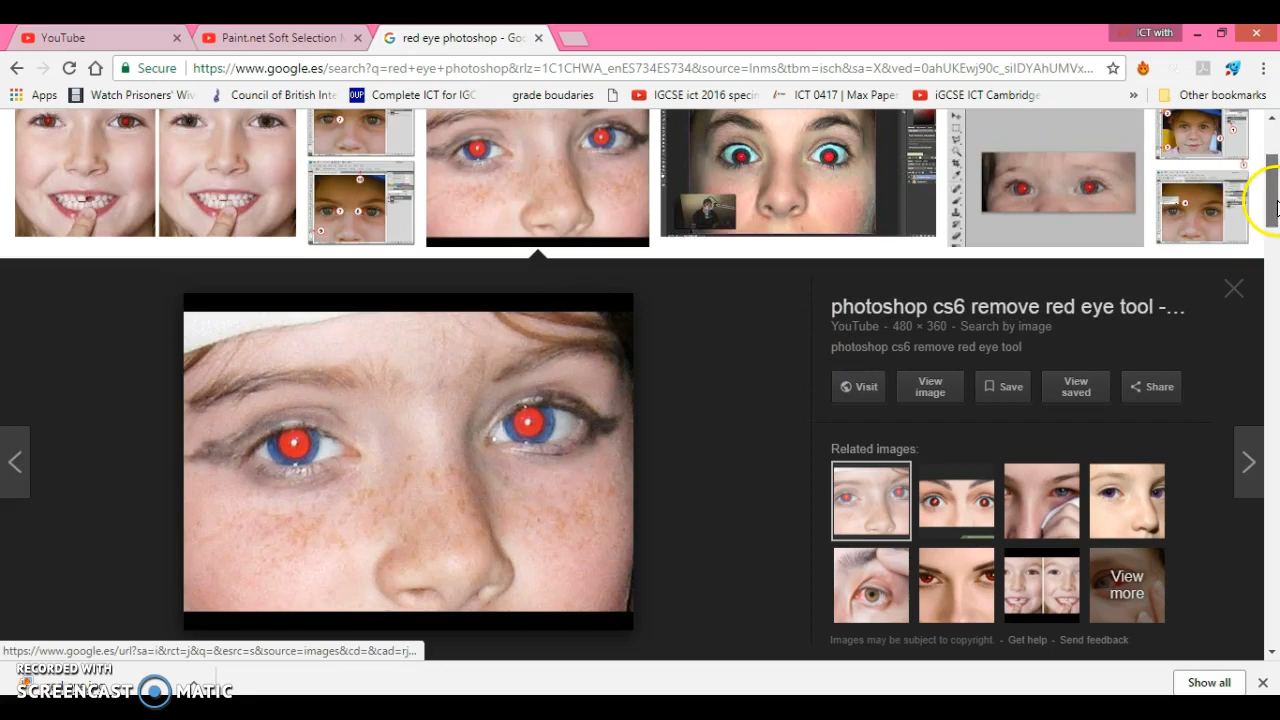 YouTube
Paint.net Soft Selection M
red eye photoshop - Goo
ICT with
Secure
https://www.google.es/search?q=red+eye+photoshop&rlz=1C1CHWA_enES734ES734&source=lnms&tbm=isch&sa=X&ved=0ahUKEwj90c_siIDYAhUMVx...
Apps
Watch Prisoners' Wiv
Council of British Inte
OUP
Complete ICT for IGC
grade boudaries
IGCSE ict 2016 specin
ICT 0417 | Max Paper
iGCSE ICT Cambridge
»
Other bookmarks
photoshop cs6 remove red eye tool -...
YouTube - 480 × 360 - Search by image
photoshop cs6 remove red eye tool
Visit
View image
Save
View saved
Share
Related images:
View more
Images may be subject to copyright. - Get help - Send feedback
https://www.google.es/url?sa=i&rct=j&q=&esrc=s&source=images&cd=&cad=rj...
RECORDED WITH
SCREENCAST MATIC
Show all